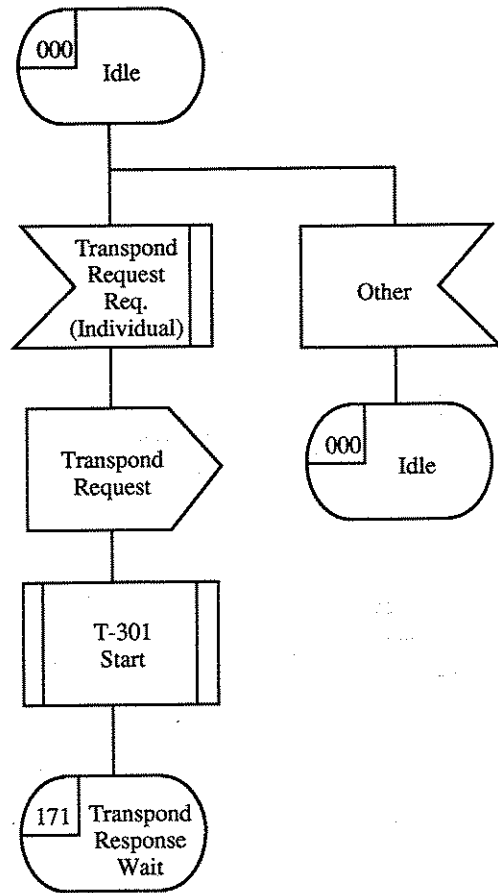 000
Idle
Transpond
Request
Req.
(Individual)
Other
Transpond
Request
000
Idle
T-301
Start
171
Transpond
Response
Wait